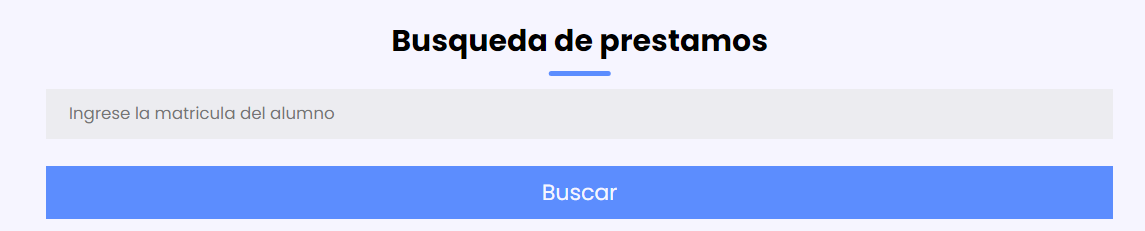 Busqueda de prestamos
Ingrese la matricula del alumno
Buscar